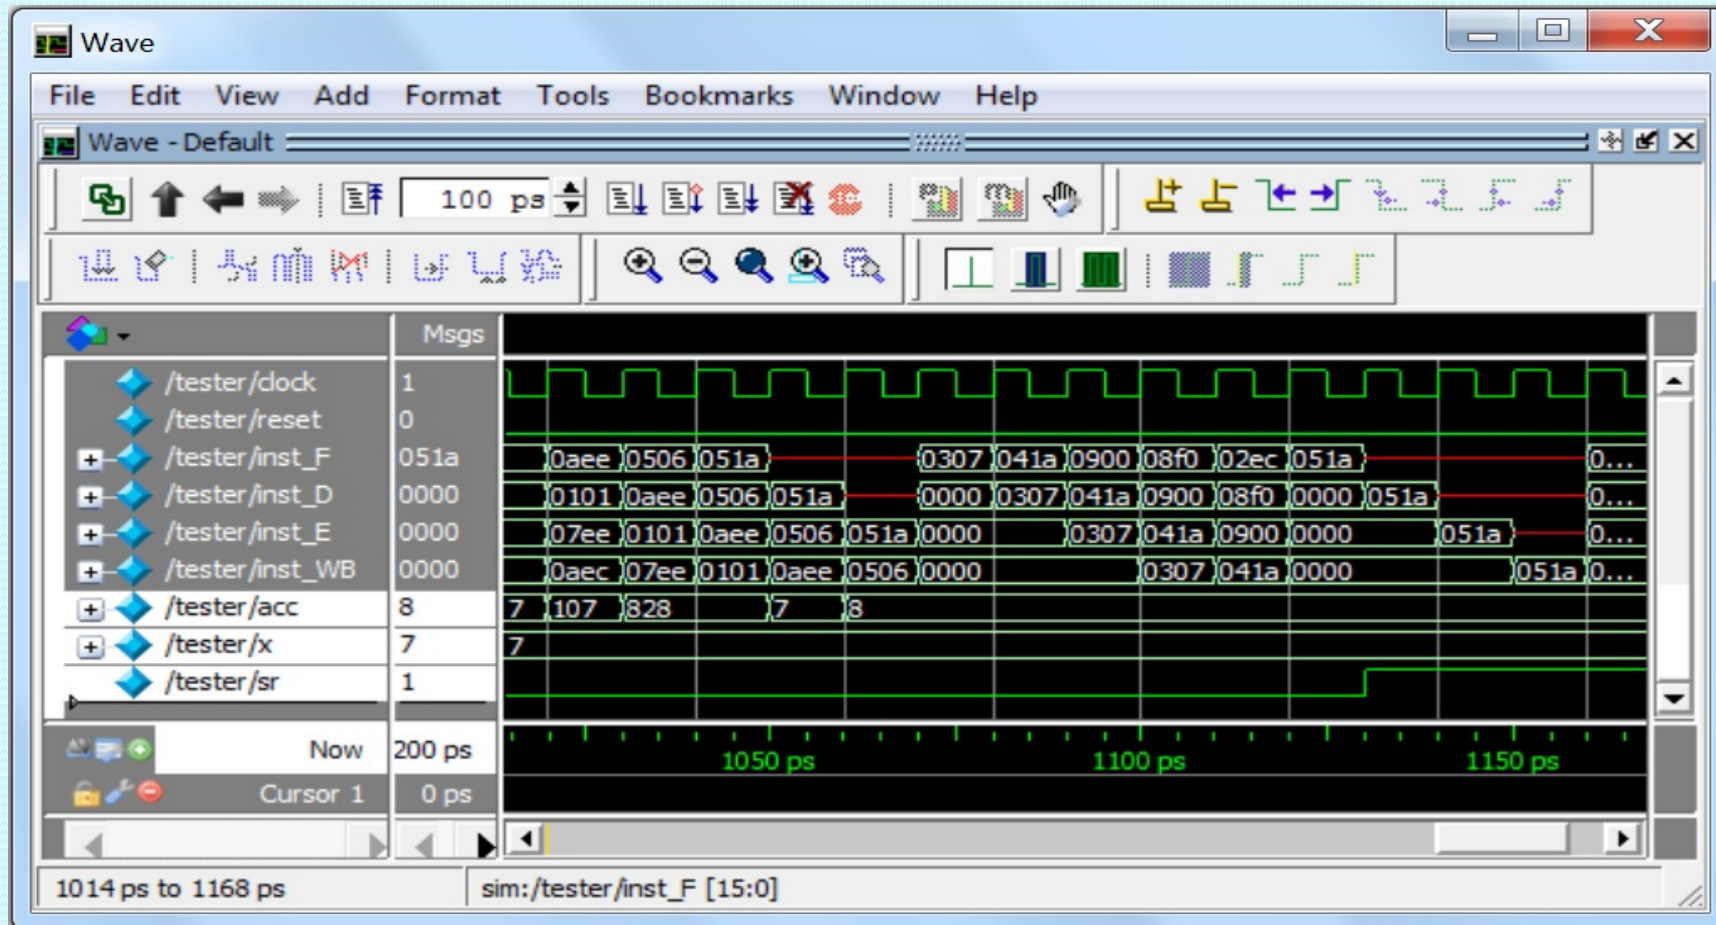 Wave
File Edit View Add Format Tools Bookmarks Window Help
Wave - Default
100 ps
Msgs
/tester/clock 1
/tester/reset 0
/tester/inst_F 051a 0aee 0506 051a 0307 041a 0900 08f0 02ec 051a 0...
/tester/inst_D 0000 0101 0aee 0506 051a 0000 0307 041a 0900 08f0 0000 051a 0...
/tester/inst_E 0000 07ee 0101 0aee 0506 051a 0000 0307 041a 0900 0000 051a 0...
/tester/inst_WB 0000 0aec 07ee 0101 0aee 0506 0000 0307 041a 0000 051a 0...
/tester/acc 8 7 107 828 7 8
/tester/x 7 7
/tester/sr 1
Now 200 ps 1050 ps 1100 ps 1150 ps
Cursor 1 0 ps
1014 ps to 1168 ps sim:/tester/inst_F [15:0]